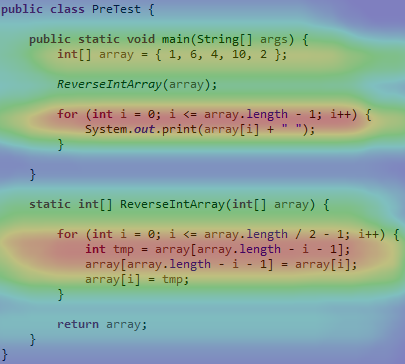 public class PreTest {
public static void main(String[] args) {
int[] array = { 1, 6, 4, 10, 2 };
ReverseIntArray(array);
for (int i = 0; i <= array.length - 1; i++) {
System.out.print(array[i] + " ");
}
}
static int[] ReverseIntArray(int[] array) {
for (int i = 0; i <= array.length / 2 - 1; i++) {
int tmp = array[array.length - i - 1];
array[array.length - i - 1] = array[i];
array[i] = tmp;
}
return array;
}
}